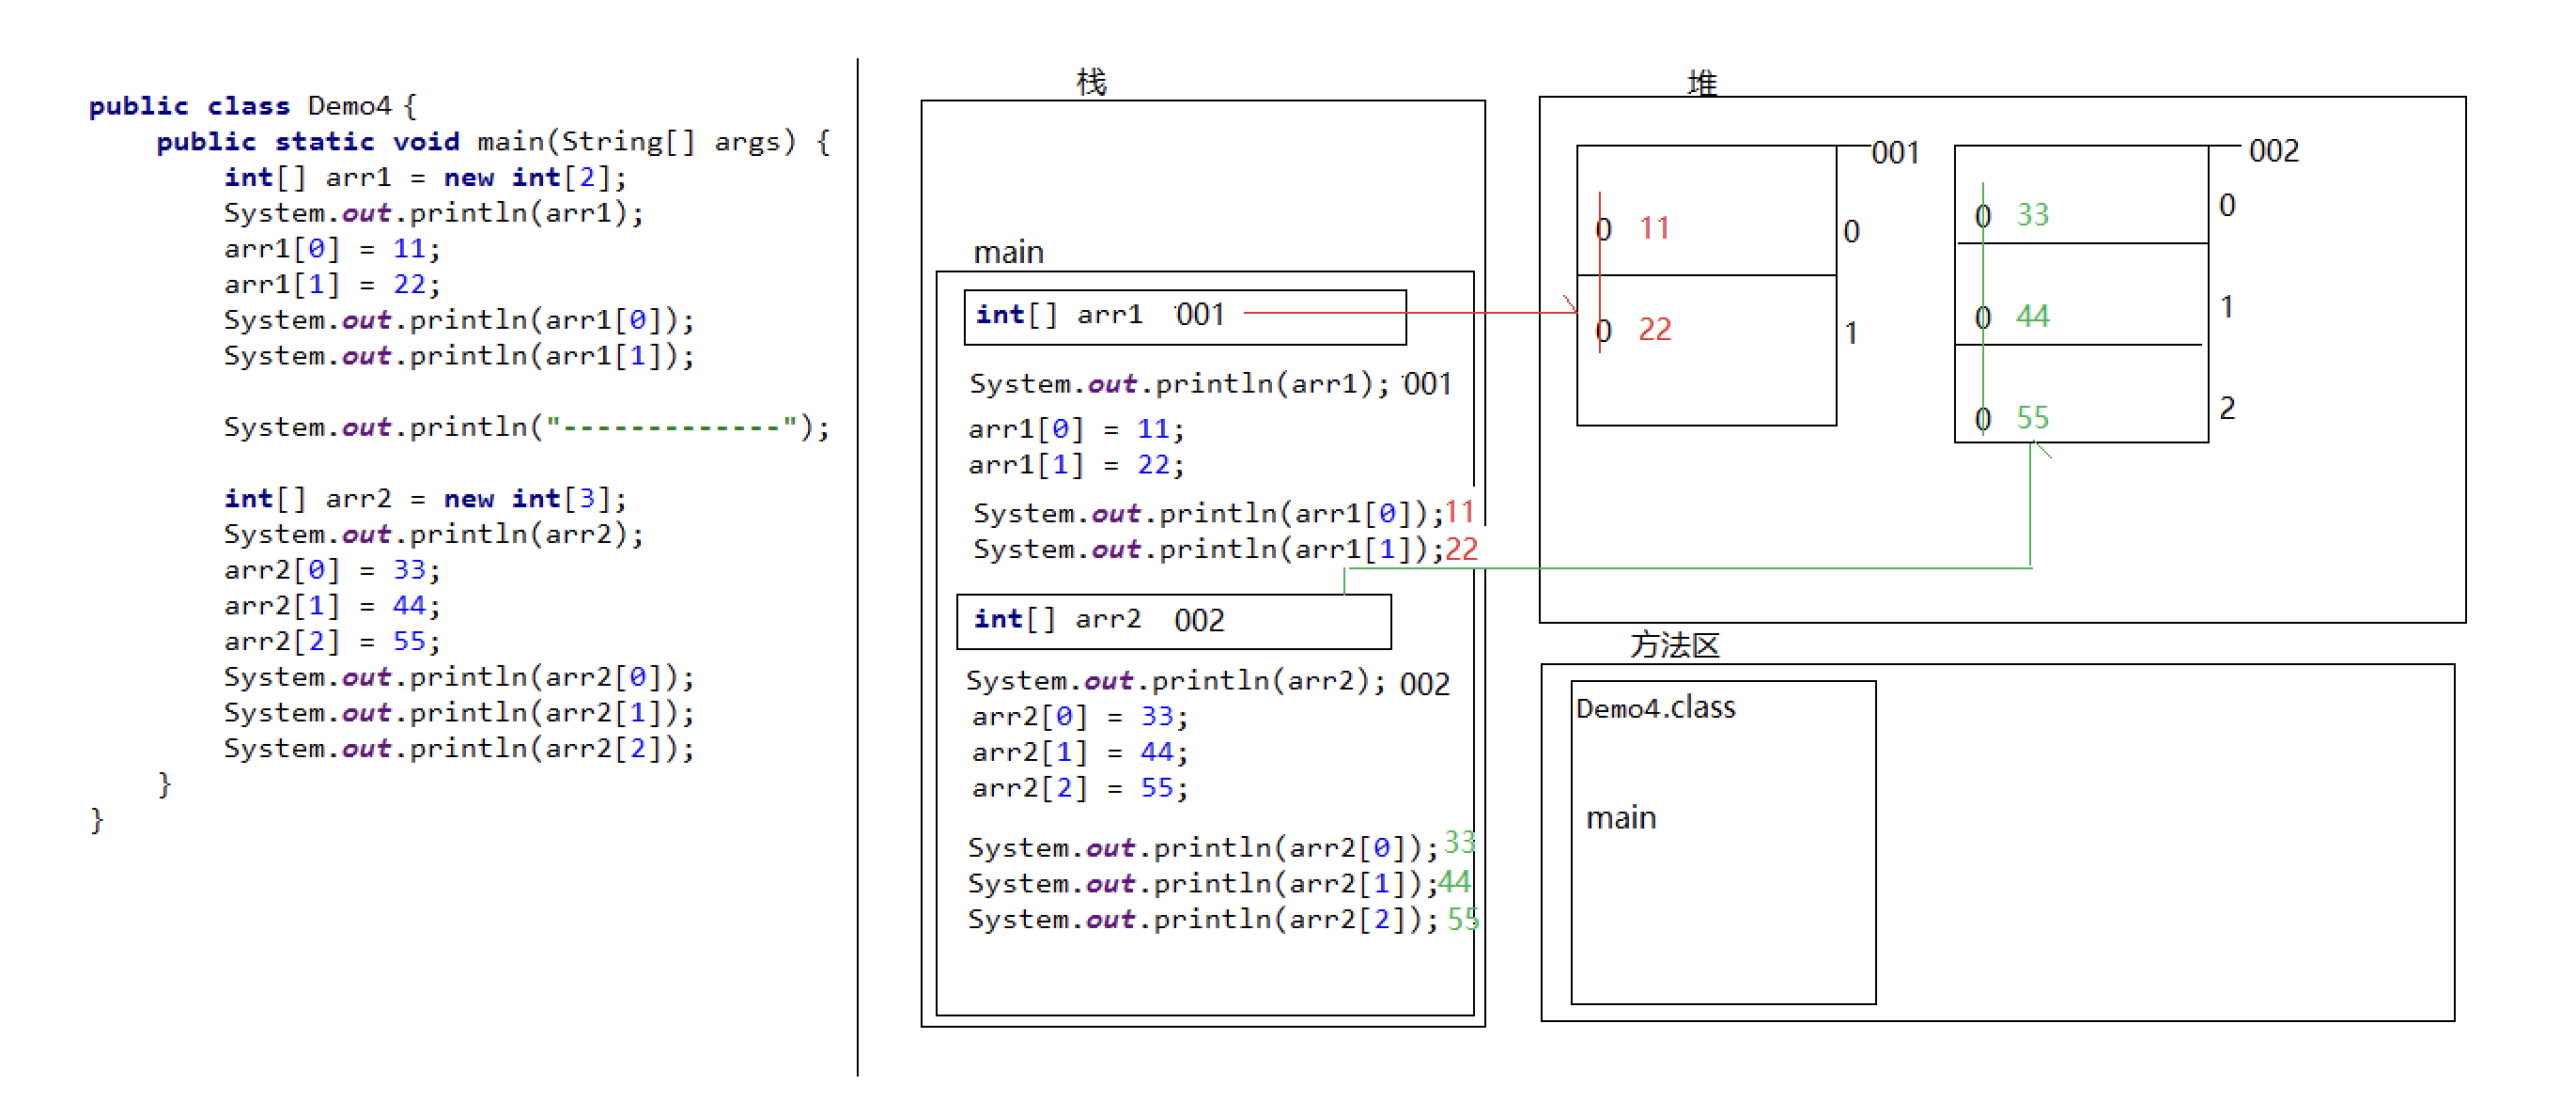 public class Demo4 {
public static void main(String[] args) {
int[] arr1 = new int[2];
System.out.println(arr1);
arr1[0] = 11;
arr1[1] = 22;
System.out.println(arr1[0]);
System.out.println(arr1[1]);
System.out.println("-------------");
int[] arr2 = new int[3];
System.out.println(arr2);
arr2[0] = 33;
arr2[1] = 44;
arr2[2] = 55;
System.out.println(arr2[0]);
System.out.println(arr2[1]);
System.out.println(arr2[2]);
}
}
栈
main
int[] arr1 001
System.out.println(arr1); 001
arr1[0] = 11;
arr1[1] = 22;
System.out.println(arr1[0]);11
System.out.println(arr1[1]);22
int[] arr2 002
System.out.println(arr2); 002
arr2[0] = 33;
arr2[1] = 44;
arr2[2] = 55;
System.out.println(arr2[0]);33
System.out.println(arr2[1]);44
System.out.println(arr2[2]);55
堆
001
0 11 0
0 22 1
002
0 33 0
0 44 1
0 55 2
方法区
Demo4.class
main